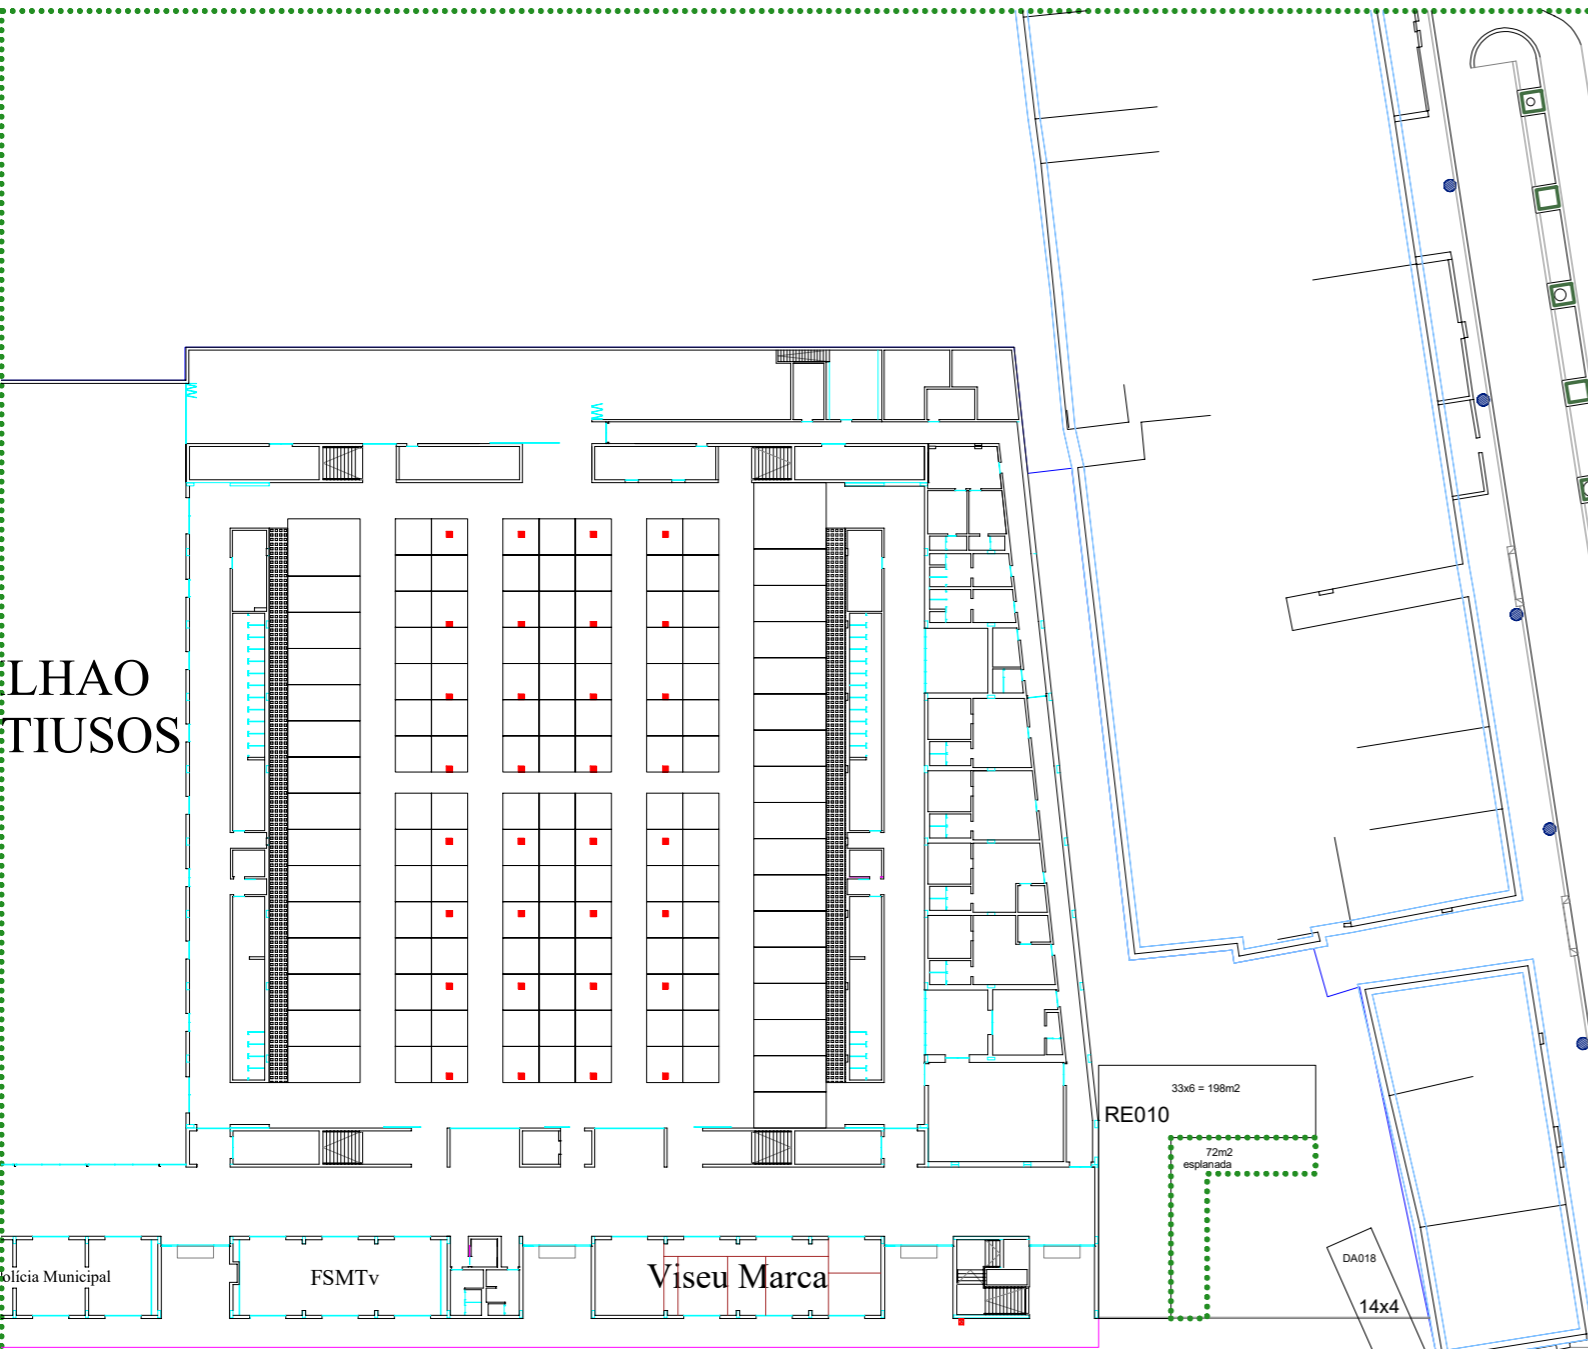 LHAO
TIUSOS
33x6 = 198m2
RE010
72m2
esplanada
DA018
14x4
olícia Municipal
FSMTv
Viseu Marca